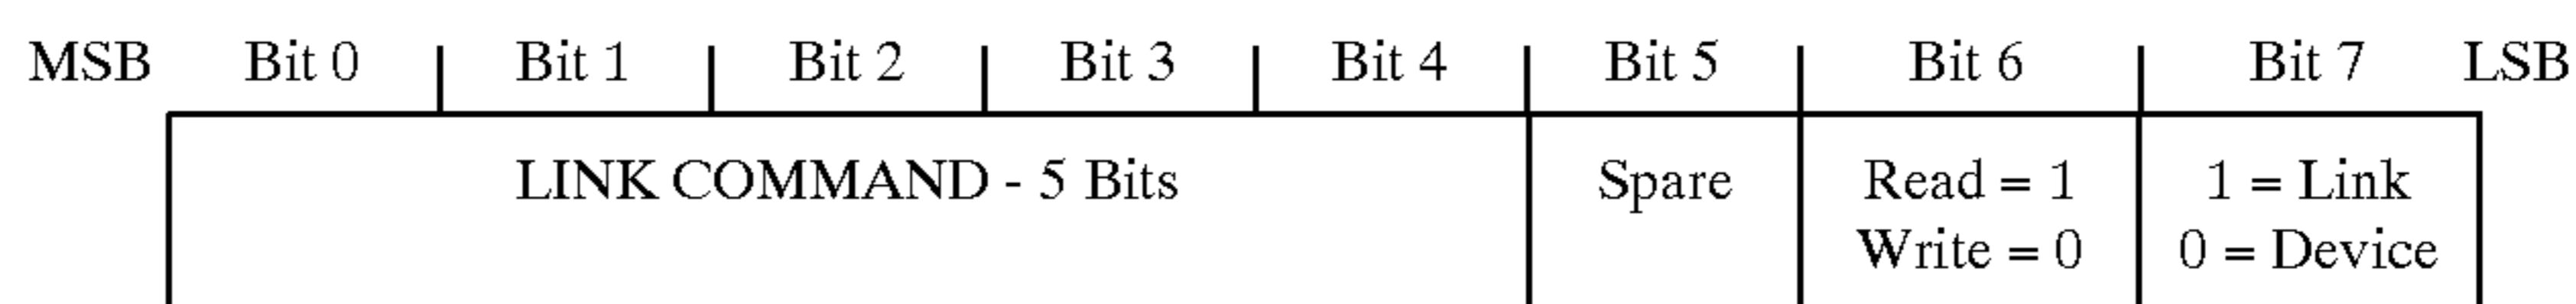 MSB Bit 0 Bit 1 Bit 2 Bit 3 Bit 4 Bit 5 Bit 6 Bit 7 LSB
LINK COMMAND - 5 Bits Spare Read = 1 1 = Link
Write = 0 0 = Device